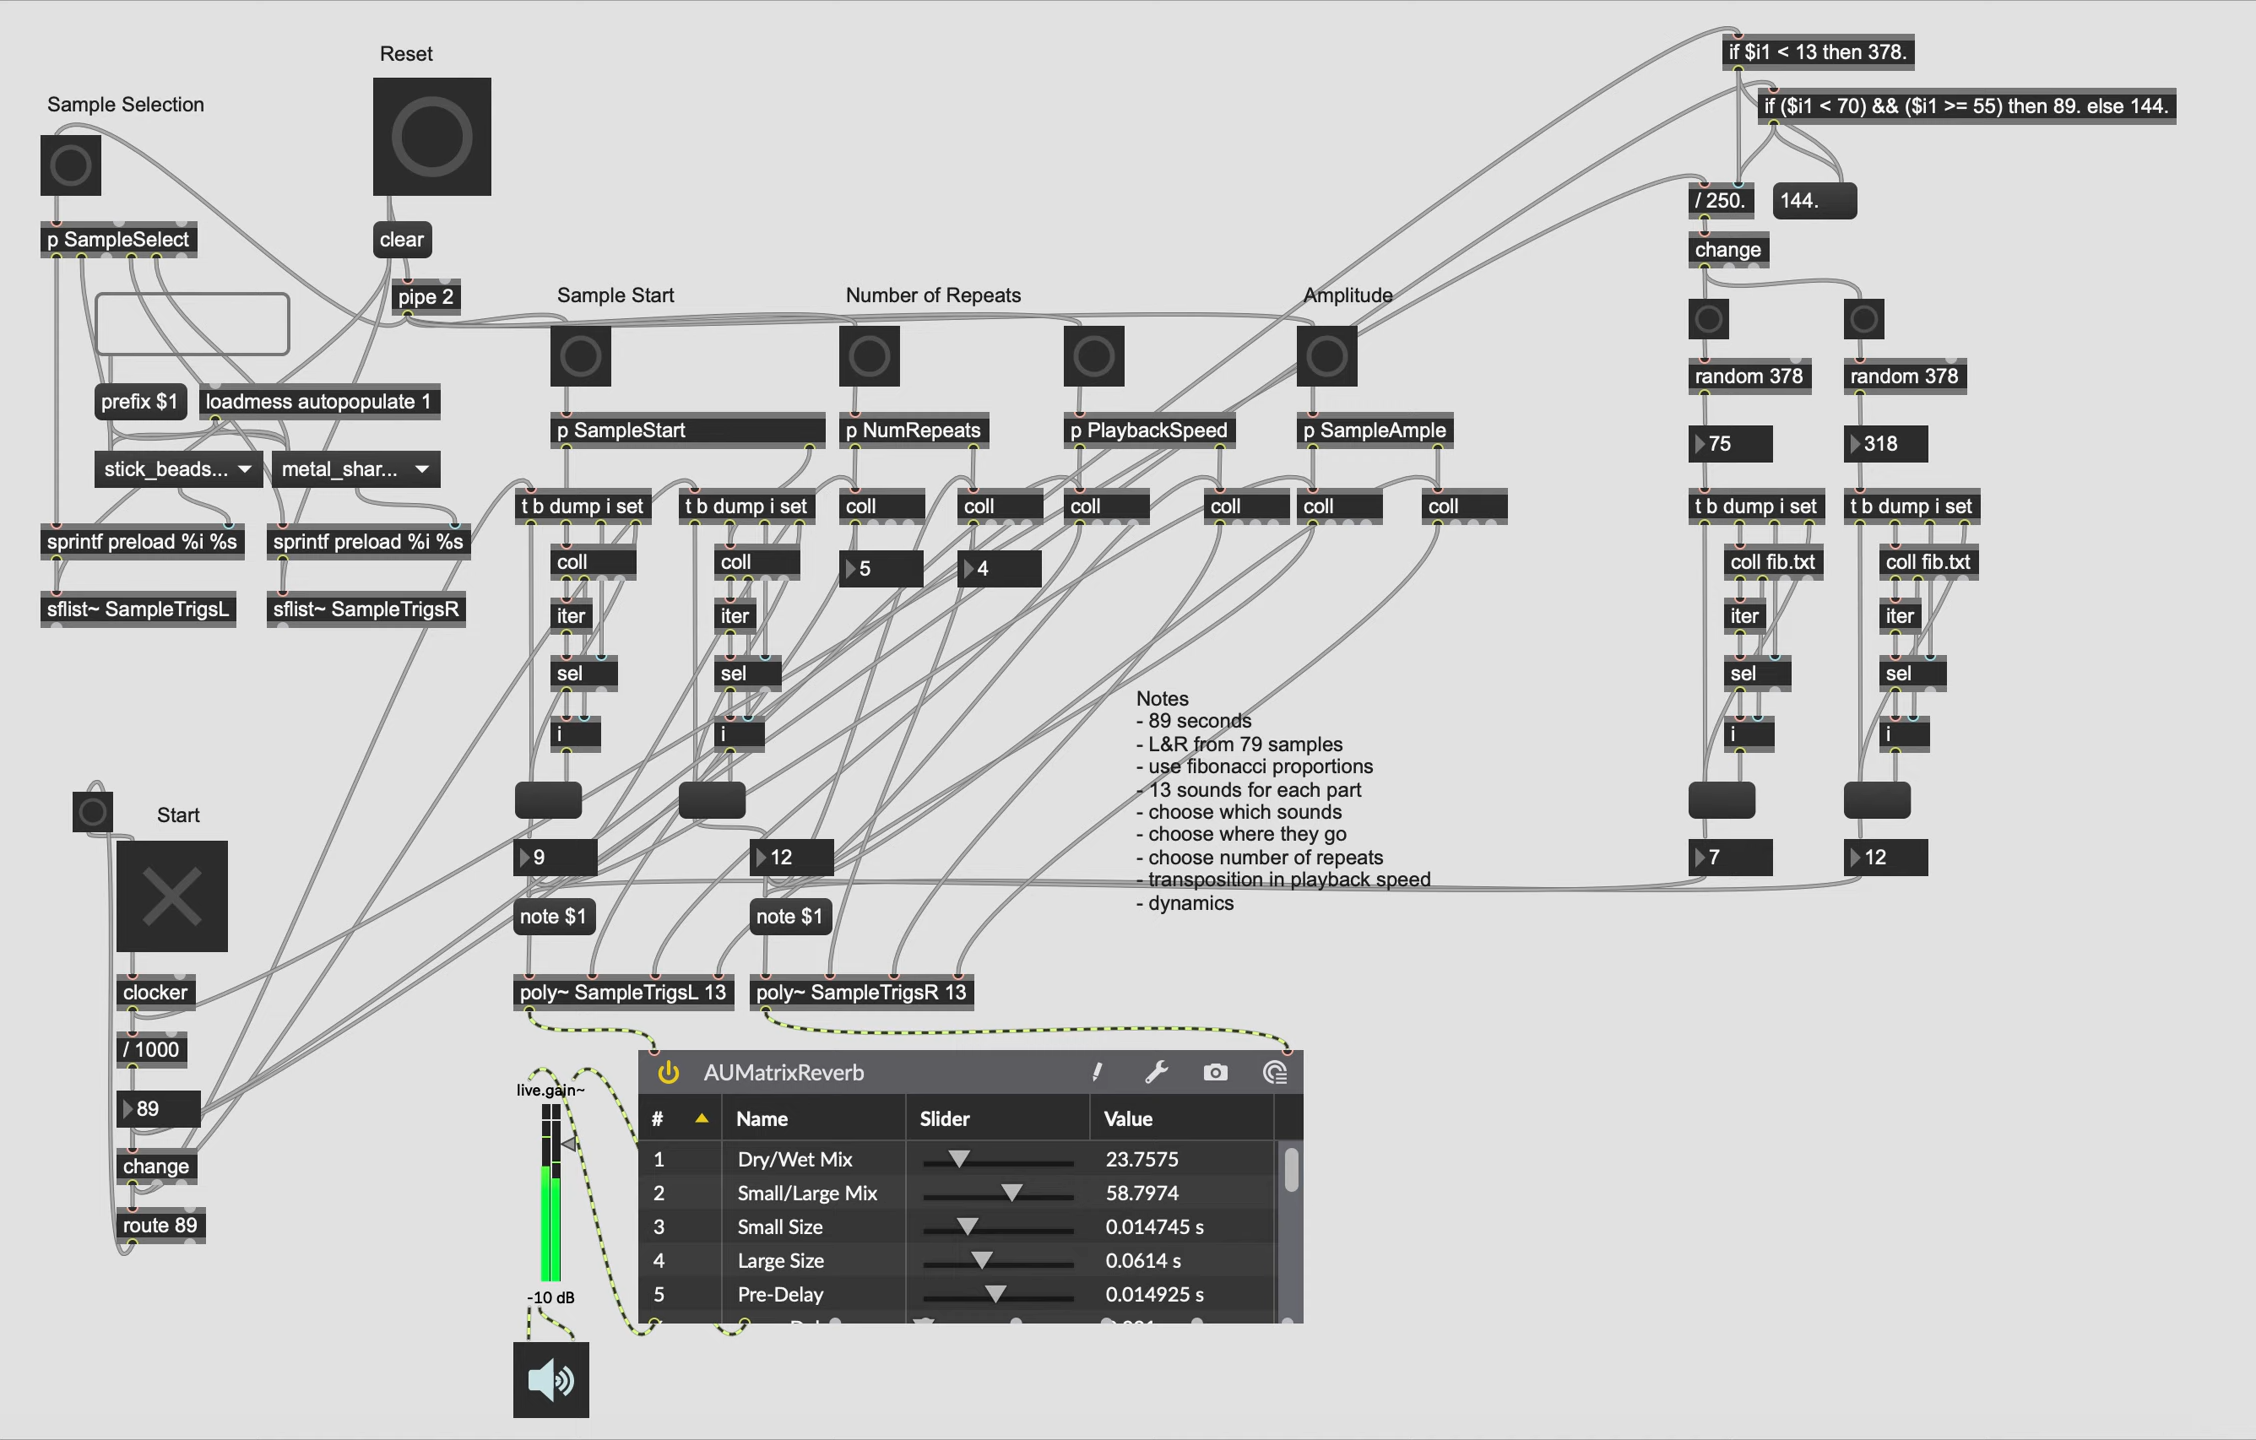 Reset
Sample Selection
p SampleSelect
clear
pipe 2
prefix $1
loadmess autopopulate 1
stick_beads...
metal_shar...
sprintf preload %i %s
sprintf preload %i %s
sflist~ SampleTrigsL
sflist~ SampleTrigsR
Start
clocker
/ 1000
89
change
route 89
Sample Start
Number of Repeats
Amplitude
p SampleStart
p NumRepeats
p PlaybackSpeed
p SampleAmple
t b dump i set
t b dump i set
coll
coll
coll
coll
coll
coll
coll
coll
5
4
iter
iter
sel
sel
i
i
9
12
note $1
note $1
poly~ SampleTrigsL 13
poly~ SampleTrigsR 13
Notes
- 89 seconds
- L&R from 79 samples
- use fibonacci proportions
- 13 sounds for each part
- choose which sounds
- choose where they go
- choose number of repeats
- transposition in playback speed
- dynamics
live.gain~
-10 dB
AUMatrixReverb
# Name Slider Value
1 Dry/Wet Mix 23.7575
2 Small/Large Mix 58.7974
3 Small Size 0.014745 s
4 Large Size 0.0614 s
5 Pre-Delay 0.014925 s
if $i1 < 13 then 378.
if ($i1 < 70) && ($i1 >= 55) then 89. else 144.
/ 250.
144.
change
random 378
random 378
75
318
t b dump i set
t b dump i set
coll fib.txt
coll fib.txt
iter
iter
sel
sel
i
i
7
12